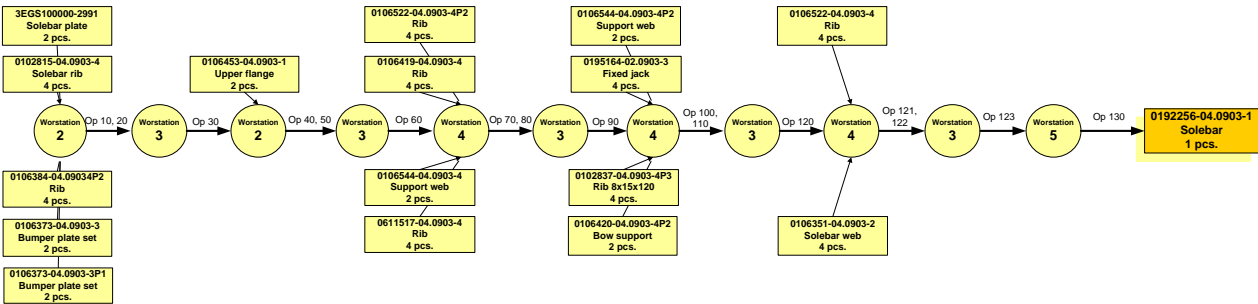 3EGS100000-2991
Solebar plate
2 pcs.
0102815-04.0903-4
Solebar rib
4 pcs.
0106453-04.0903-1
Upper flange
2 pcs.
0106522-04.0903-4P2
Rib
4 pcs.
0106419-04.0903-4
Rib
4 pcs.
0106544-04.0903-4P2
Support web
2 pcs.
0195164-02.0903-3
Fixed jack
4 pcs.
0106522-04.0903-4
Rib
4 pcs.
Worstation
2
Op 10, 20
Worstation
3
Op 30
Worstation
2
Op 40, 50
Worstation
3
Op 60
Worstation
4
Op 70, 80
Worstation
3
Op 90
Worstation
4
Op 100,
110
Worstation
3
Op 120
Worstation
4
Op 121,
122
Worstation
3
Op 123
Worstation
5
Op 130
0192256-04.0903-1
Solebar
1 pcs.
0106384-04.09034P2
Rib
4 pcs.
0106373-04.0903-3
Bumper plate set
2 pcs.
0106373-04.0903-3P1
Bumper plate set
2 pcs.
0106544-04.0903-4
Support web
2 pcs.
0611517-04.0903-4
Rib
4 pcs.
0102837-04.0903-4P3
Rib 8x15x120
4 pcs.
0106420-04.0903-4P2
Bow support
2 pcs.
0106351-04.0903-2
Solebar web
4 pcs.